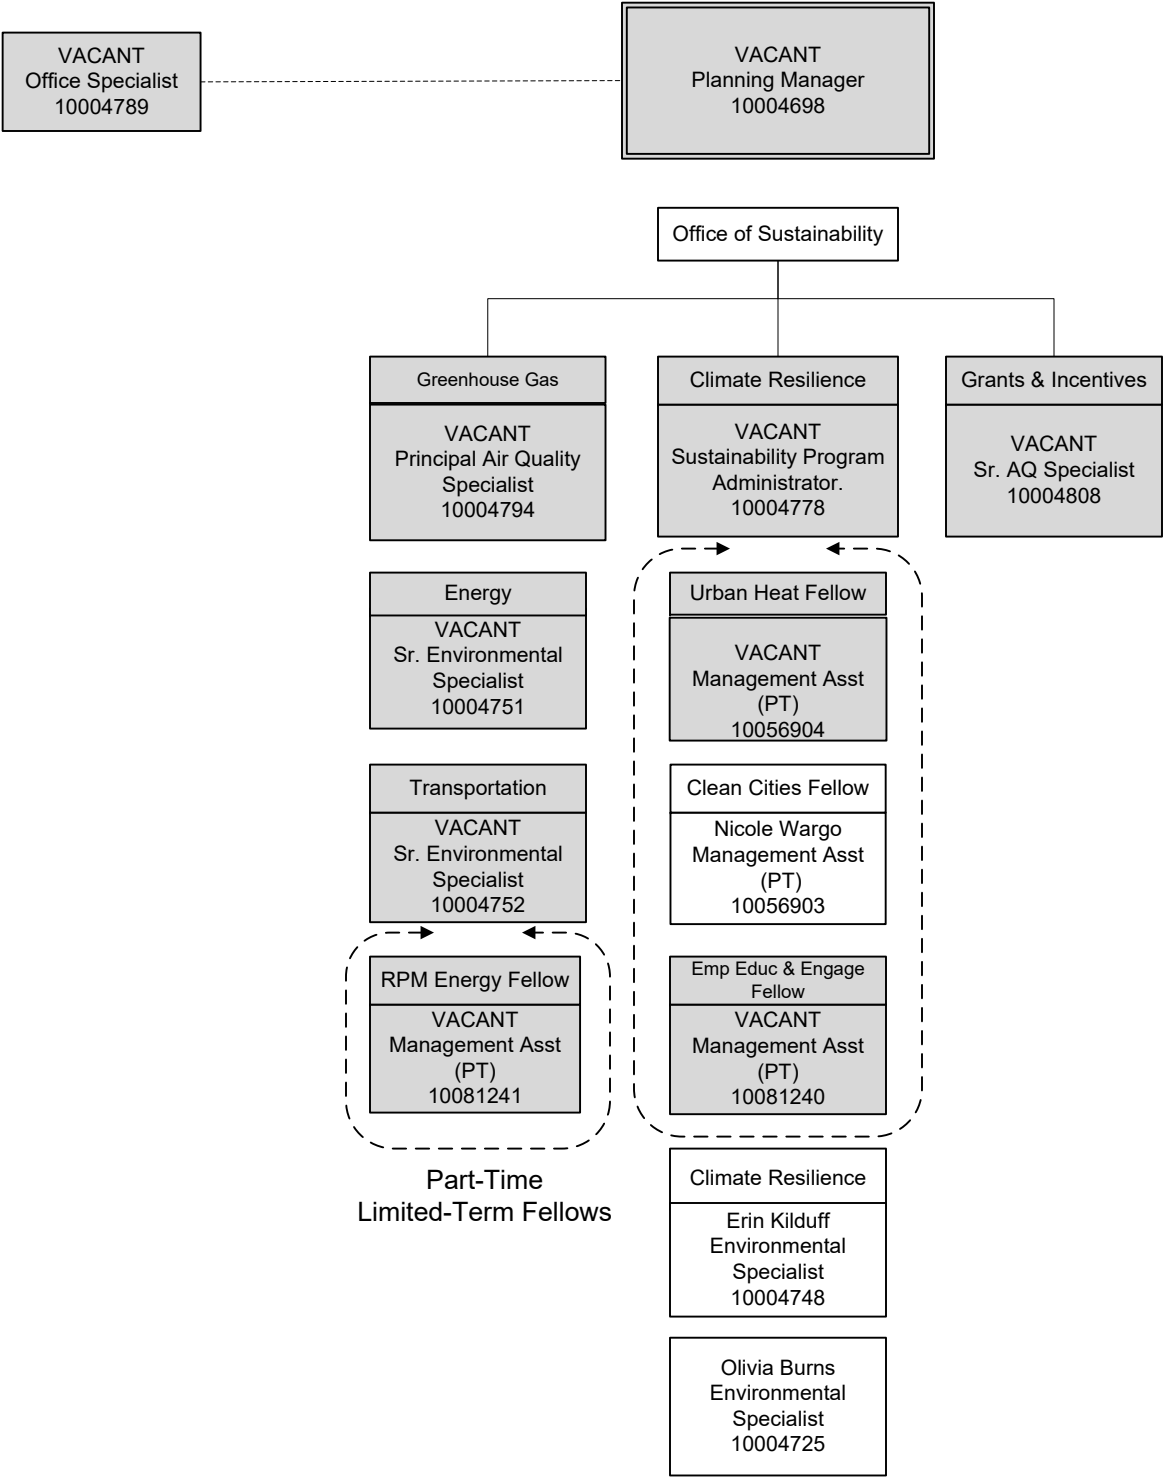 VACANT
Office Specialist
10004789
VACANT
Planning Manager
10004698
Office of Sustainability
Greenhouse Gas
VACANT
Principal Air Quality
Specialist
10004794
Climate Resilience
VACANT
Sustainability Program
Administrator.
10004778
Grants & Incentives
VACANT
Sr. AQ Specialist
10004808
Energy
VACANT
Sr. Environmental
Specialist
10004751
Urban Heat Fellow
VACANT
Management Asst
(PT)
10056904
Transportation
VACANT
Sr. Environmental
Specialist
10004752
Clean Cities Fellow
Nicole Wargo
Management Asst
(PT)
10056903
RPM Energy Fellow
VACANT
Management Asst
(PT)
10081241
Emp Educ & Engage
Fellow
VACANT
Management Asst
(PT)
10081240
Part-Time
Limited-Term Fellows
Climate Resilience
Erin Kilduff
Environmental
Specialist
10004748
Olivia Burns
Environmental
Specialist
10004725